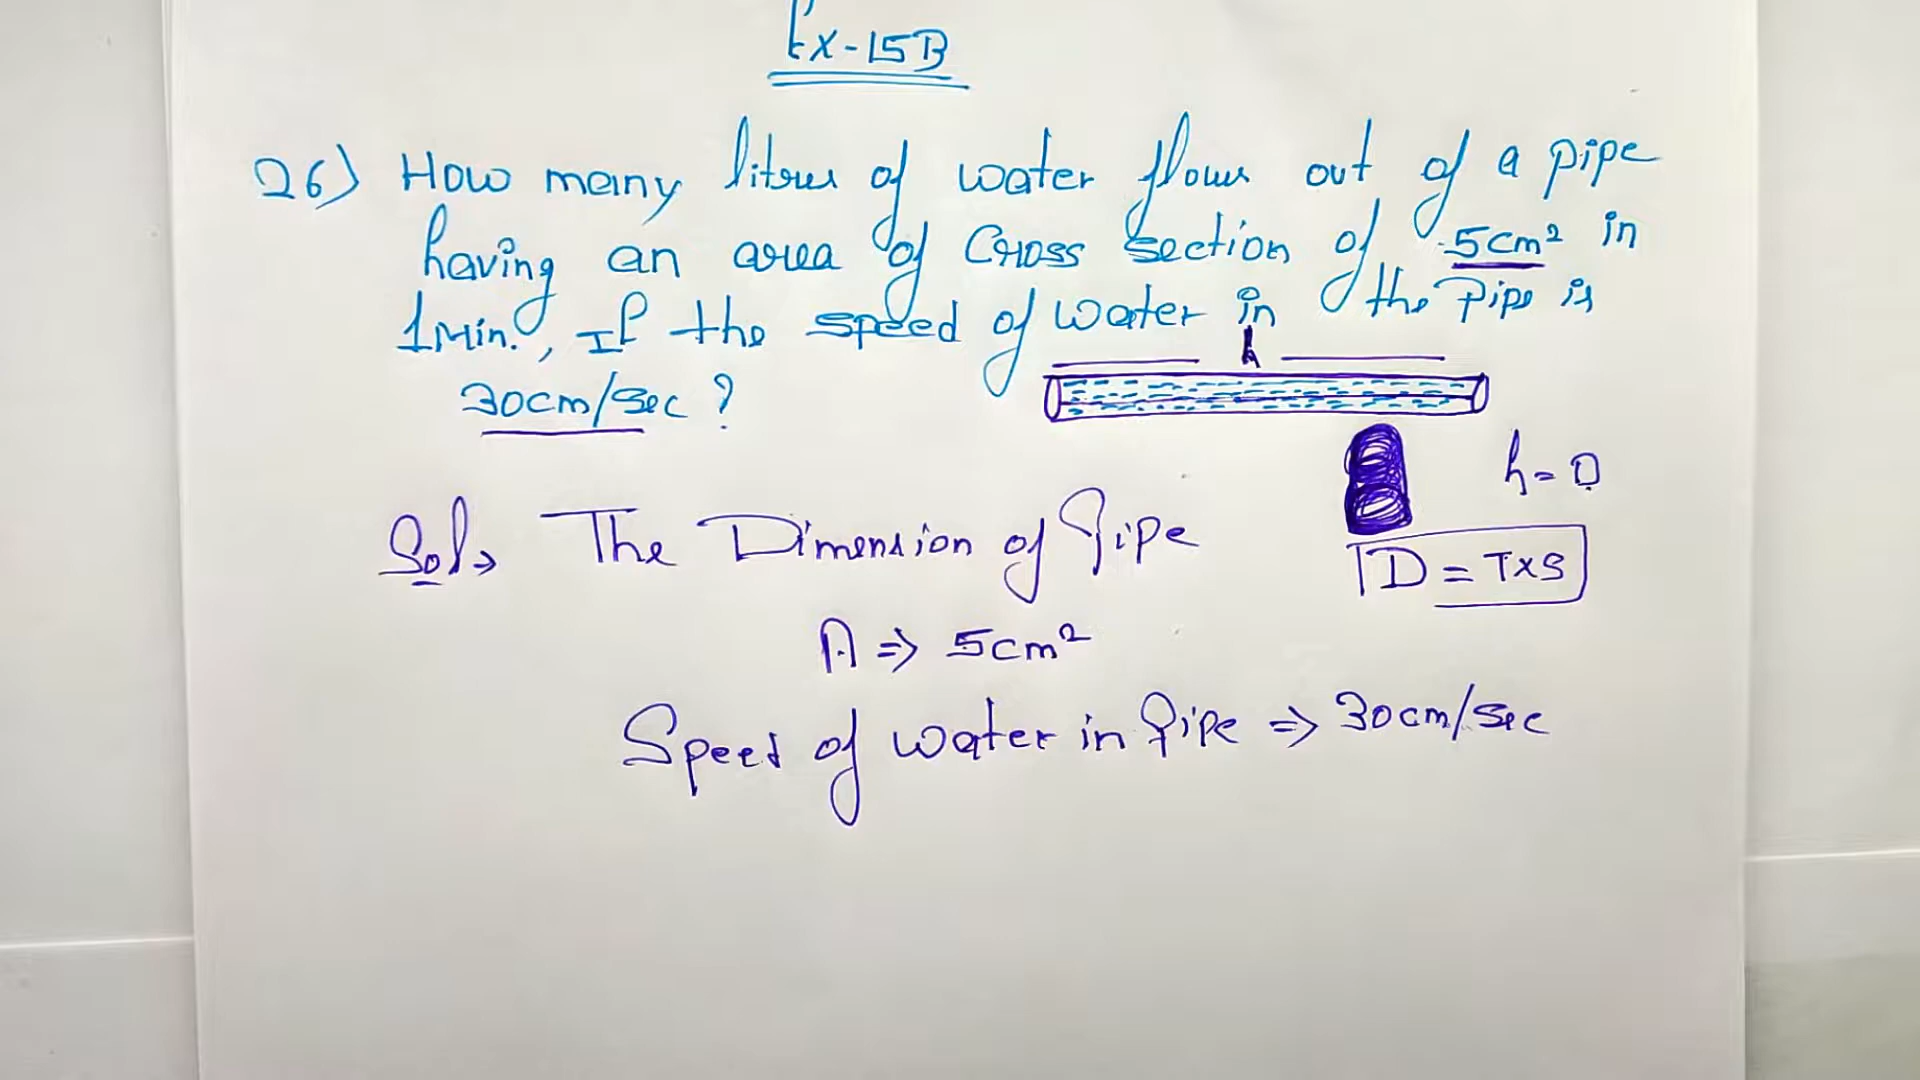 Ex-15B
26) How many litres of water flows out of a pipe
having an area of Cross section of 5cm² in
1Min., If the speed of water in the Pipe is
30cm/sec ?
h
h = D
Sol→ The Dimension of Pipe
D = T×S
A ⇒ 5cm²
Speed of water in Pipe ⇒ 30cm/sec